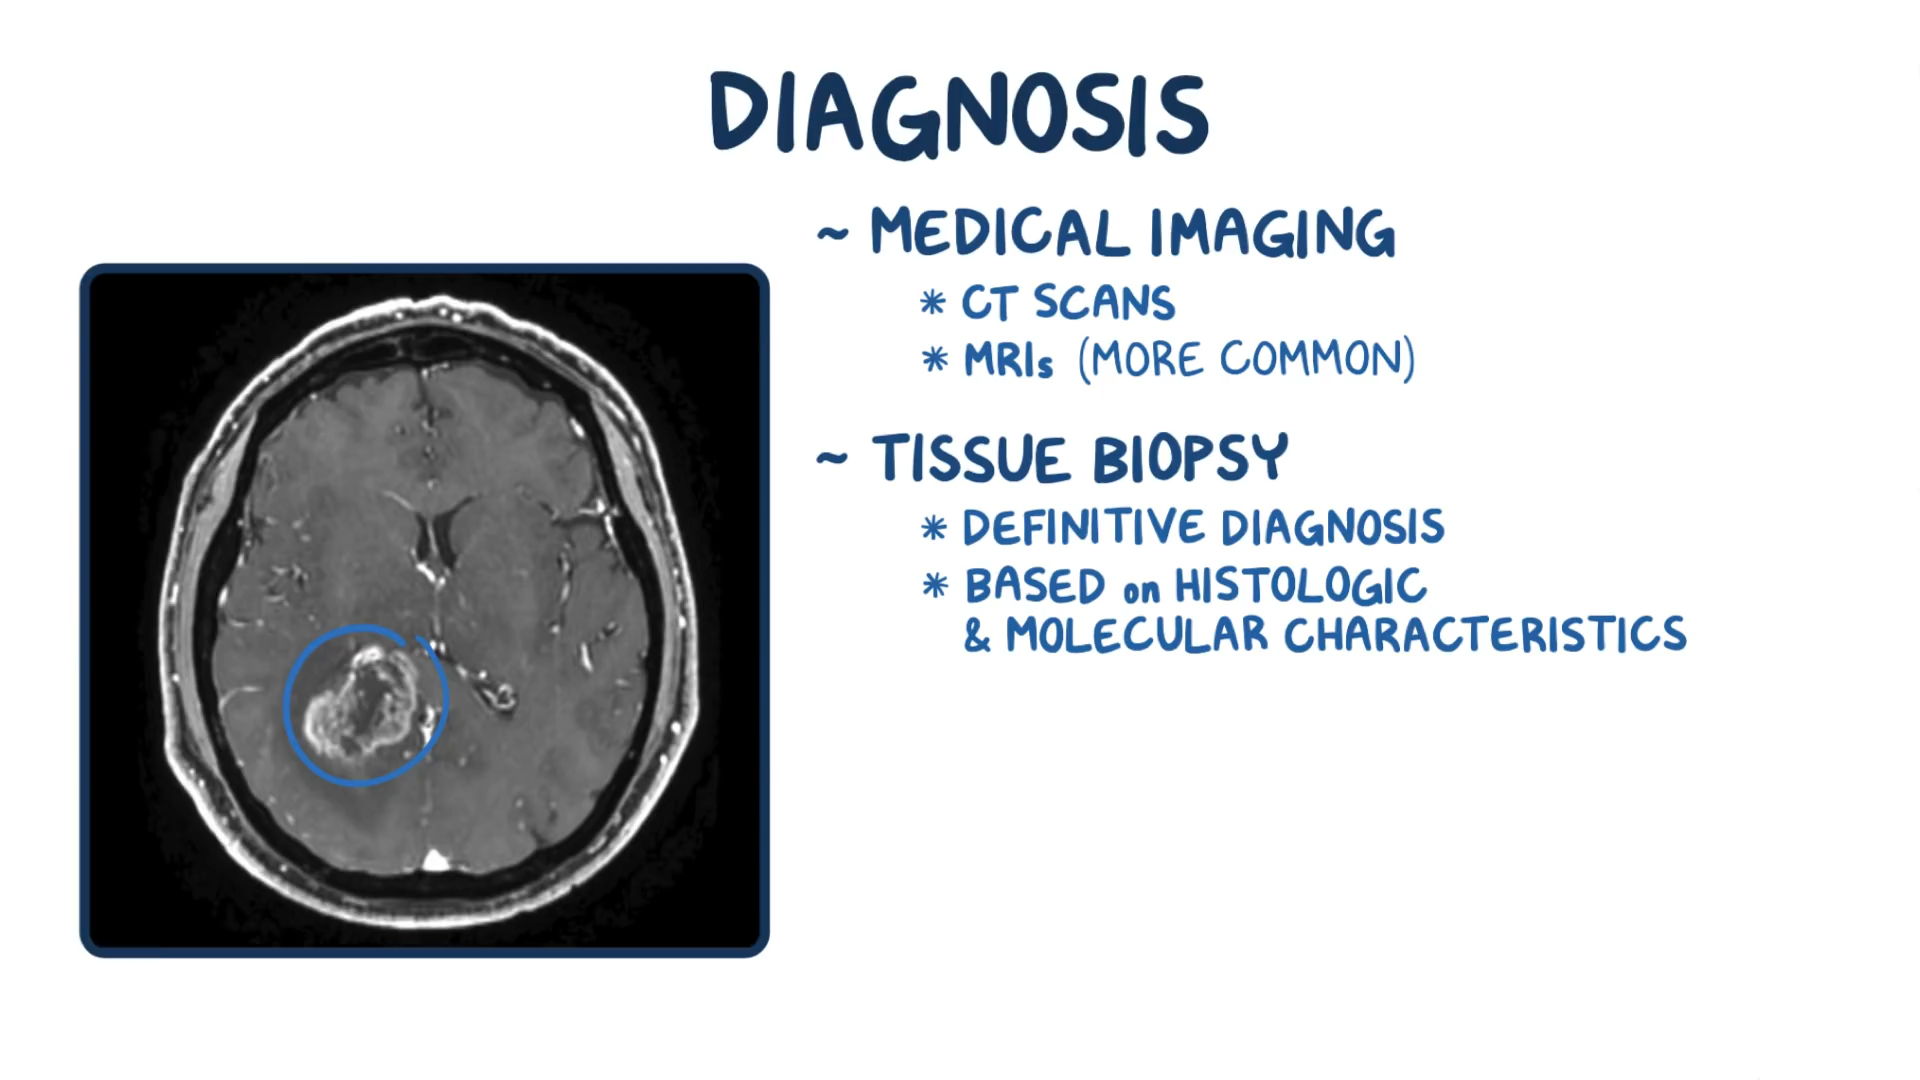 DIAGNOSIS
~ MEDICAL IMAGING
* CT SCANS
* MRIs (MORE COMMON)
~ TISSUE BIOPSY
* DEFINITIVE DIAGNOSIS
* BASED on HISTOLOGIC
& MOLECULAR CHARACTERISTICS